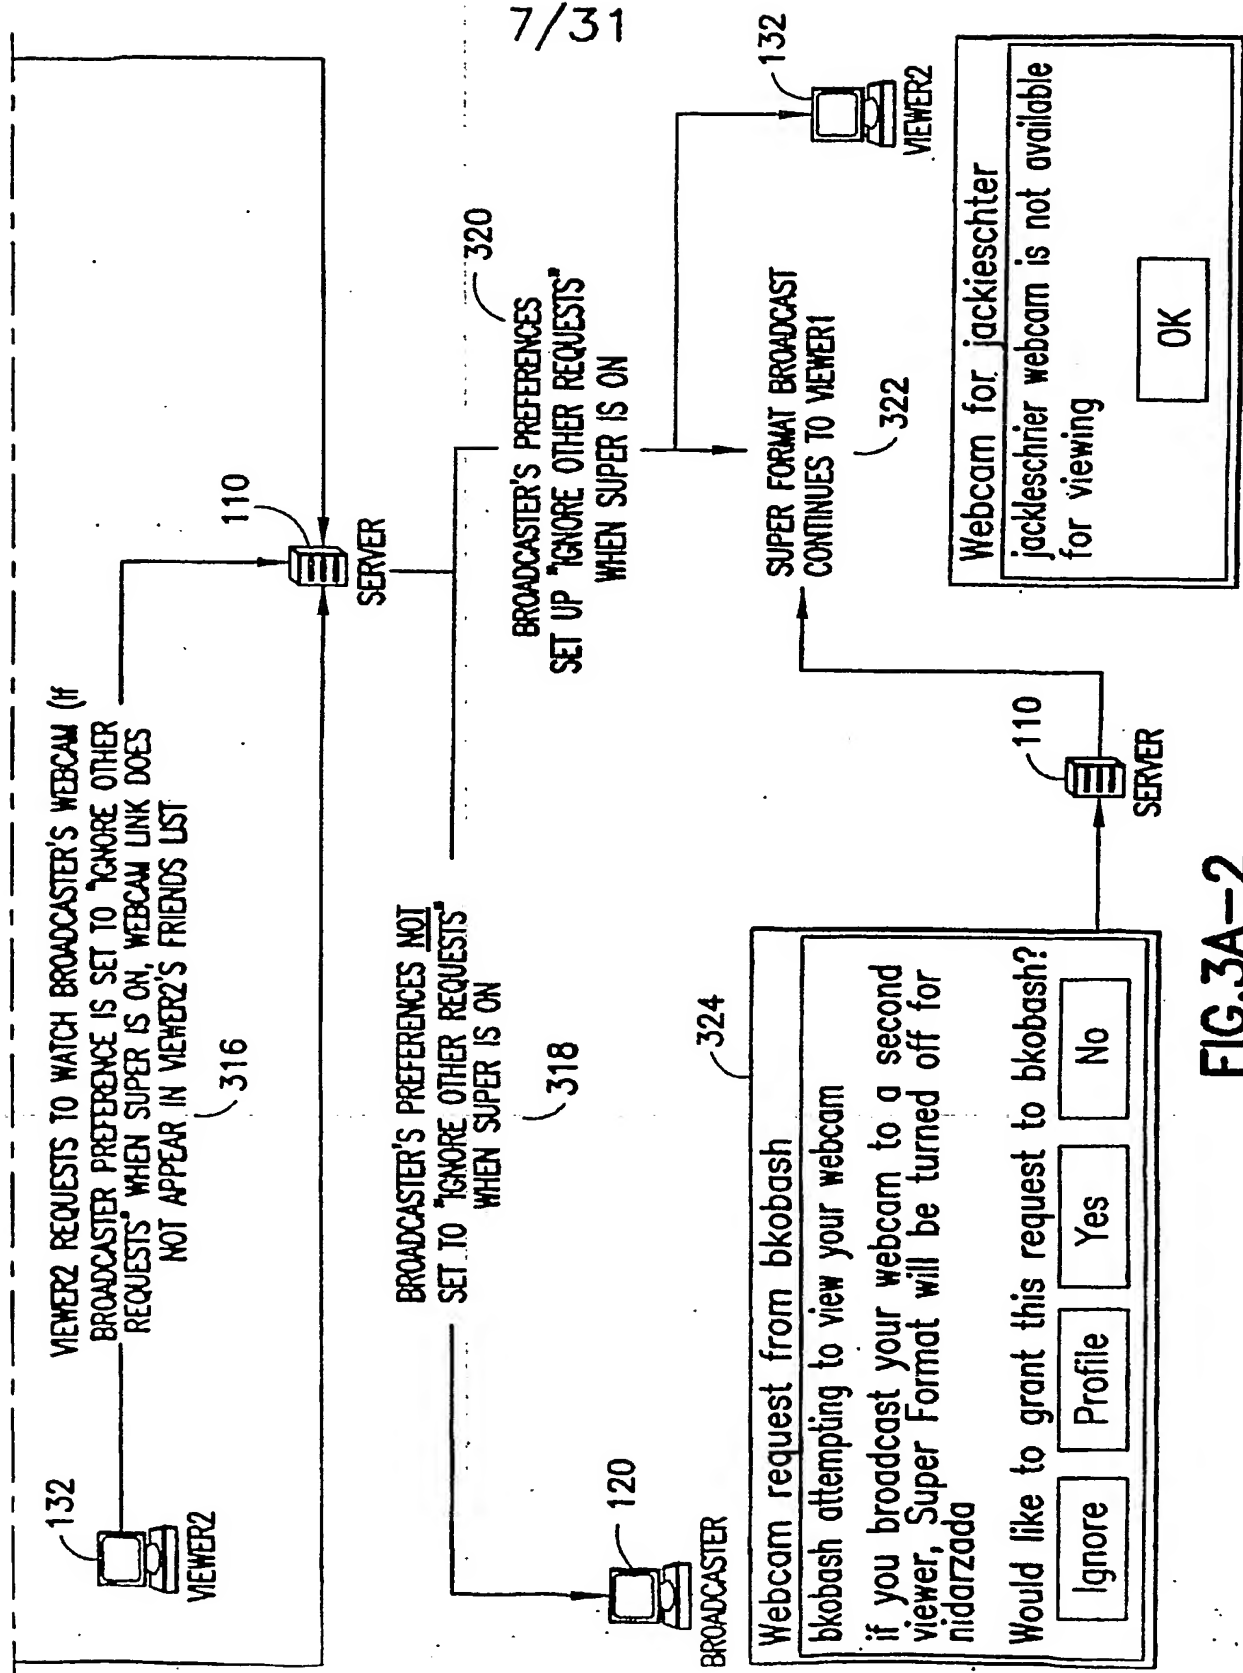 7/31
132
VIEWER2
VIEWER2 REQUESTS TO WATCH BROADCASTER'S WEBCAM (If
BROADCASTER PREFERENCE IS SET TO "IGNORE OTHER
REQUESTS" WHEN SUPER IS ON, WEBCAM LINK DOES
NOT APPEAR IN VIEWER2'S FRIENDS LIST
316
110
SERVER
BROADCASTER'S PREFERENCES NOT
SET TO "IGNORE OTHER REQUESTS"
WHEN SUPER IS ON
318
BROADCASTER'S PREFERENCES
SET UP "IGNORE OTHER REQUESTS"
WHEN SUPER IS ON
320
120
BROADCASTER
SUPER FORMAT BROADCAST
CONTINUES TO VIEWER1
322
132
VIEWER2
324
Webcam request from bkobash
bkobash attempting to view your webcam
if you broadcast your webcam to a second
viewer, Super Format will be turned off for
nidarzada
Would like to grant this request to bkobash?
Ignore
Profile
Yes
No
110
SERVER
Webcam for jackieschter
jackleschrier webcam is not available
for viewing
OK
FIG.3A-2